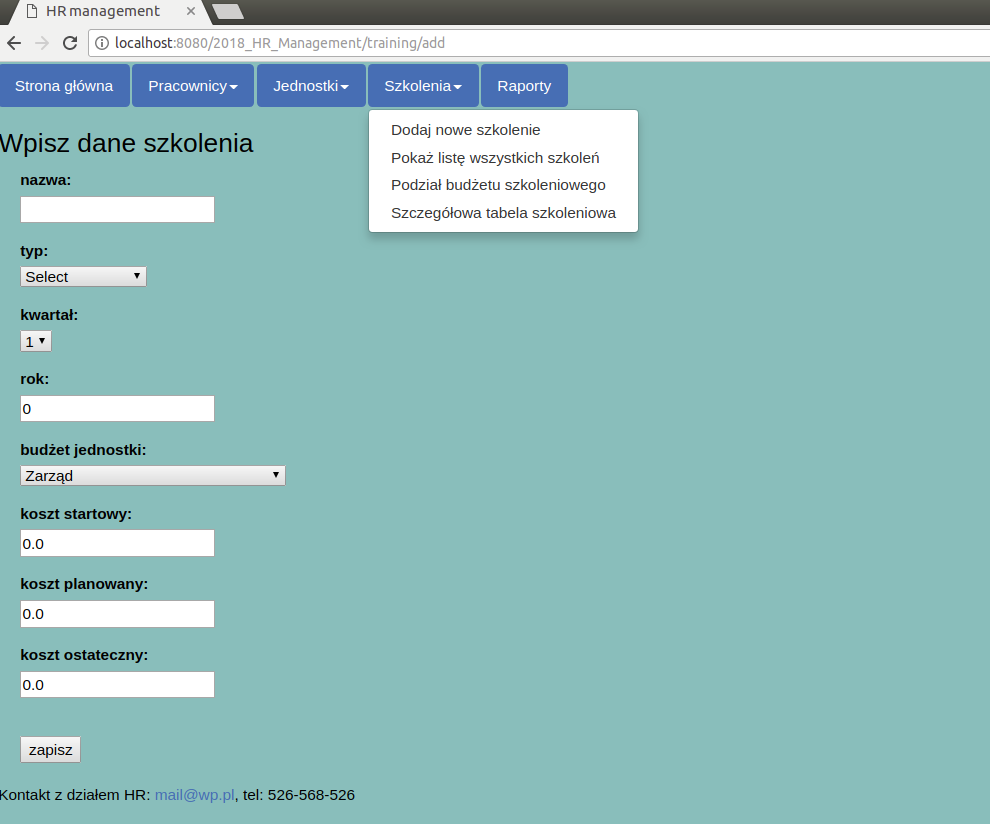 HR management
localhost:8080/2018_HR_Management/training/add
Strona główna Pracownicy Jednostki Szkolenia Raporty
Dodaj nowe szkolenie
Pokaż listę wszystkich szkoleń
Podział budżetu szkoleniowego
Szczegółowa tabela szkoleniowa
Wpisz dane szkolenia
nazwa:
typ:
Select
kwartał:
1
rok:
0
budżet jednostki:
Zarząd
koszt startowy:
0.0
koszt planowany:
0.0
koszt ostateczny:
0.0
zapisz
Kontakt z działem HR: mail@wp.pl, tel: 526-568-526